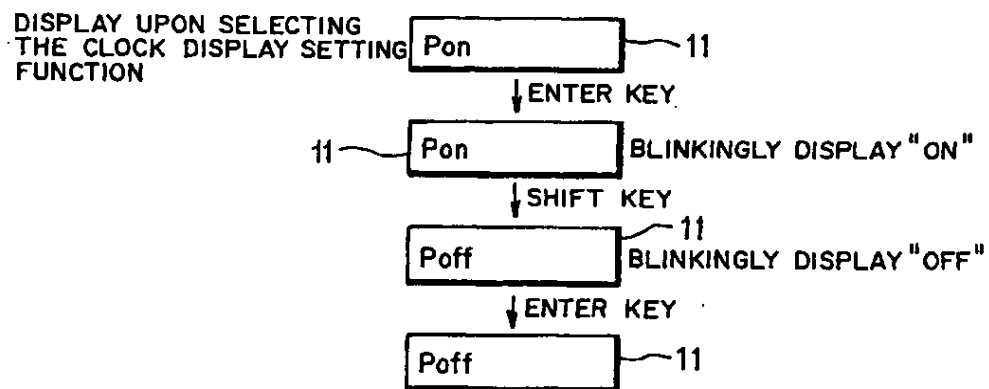 DISPLAY UPON SELECTING
THE CLOCK DISPLAY SETTING
FUNCTION
Pon
11
ENTER KEY
11
Pon
BLINKINGLY DISPLAY "ON"
SHIFT KEY
11
Poff
BLINKINGLY DISPLAY "OFF"
ENTER KEY
Poff
11